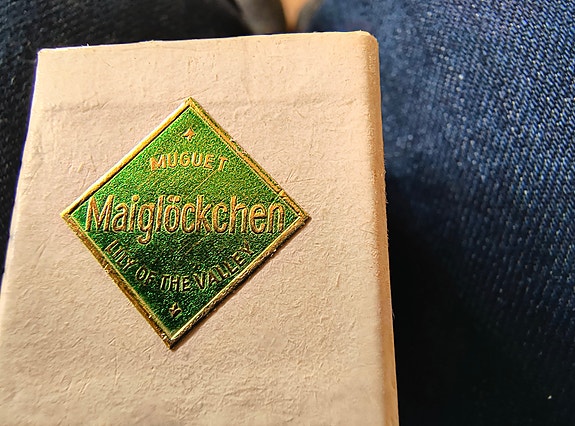 MUGUET
Maiglöckchen
LILY OF THE VALLEY